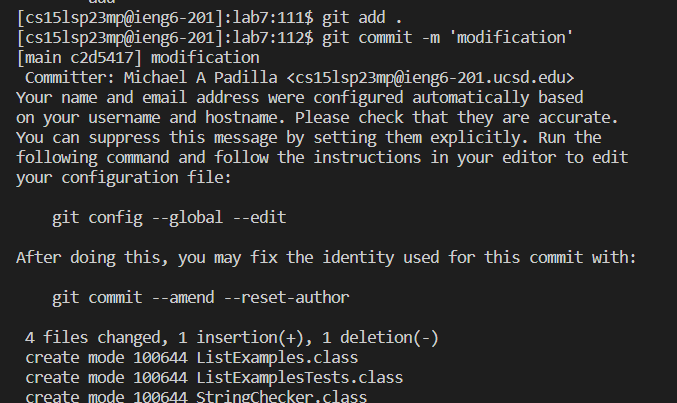 add
[cs15lsp23mp@ieng6-201]:lab7:111$ git add .
[cs15lsp23mp@ieng6-201]:lab7:112$ git commit -m 'modification'
[main c2d5417] modification
 Committer: Michael A Padilla <cs15lsp23mp@ieng6-201.ucsd.edu>
Your name and email address were configured automatically based
on your username and hostname. Please check that they are accurate.
You can suppress this message by setting them explicitly. Run the
following command and follow the instructions in your editor to edit
your configuration file:

    git config --global --edit

After doing this, you may fix the identity used for this commit with:

    git commit --amend --reset-author

 4 files changed, 1 insertion(+), 1 deletion(-)
 create mode 100644 ListExamples.class
 create mode 100644 ListExamplesTests.class
 create mode 100644 StringChecker.class